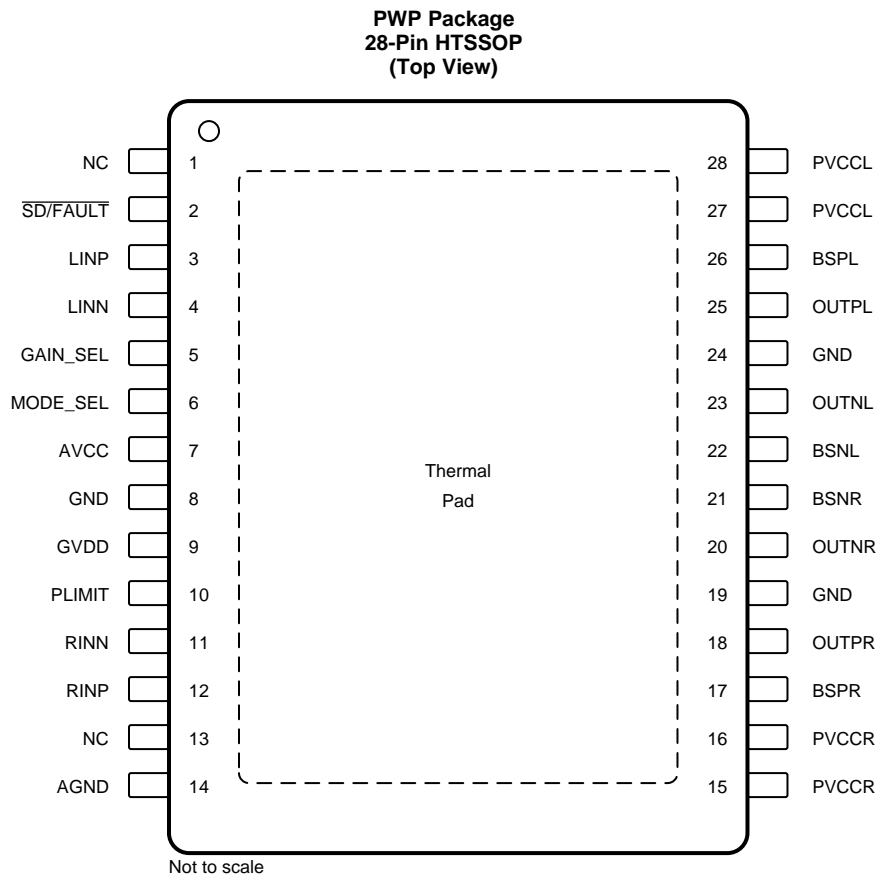 PWP Package
28-Pin HTSSOP
(Top View)
NC 1 28 PVCCL
SD/FAULT 2 27 PVCCL
LINP 3 26 BSPL
LINN 4 25 OUTPL
GAIN_SEL 5 24 GND
MODE_SEL 6 23 OUTNL
AVCC 7 22 BSNL
Thermal
Pad
GND 8 21 BSNR
GVDD 9 20 OUTNR
PLIMIT 10 19 GND
RINN 11 18 OUTPR
RINP 12 17 BSPR
NC 13 16 PVCCR
AGND 14 15 PVCCR
Not to scale